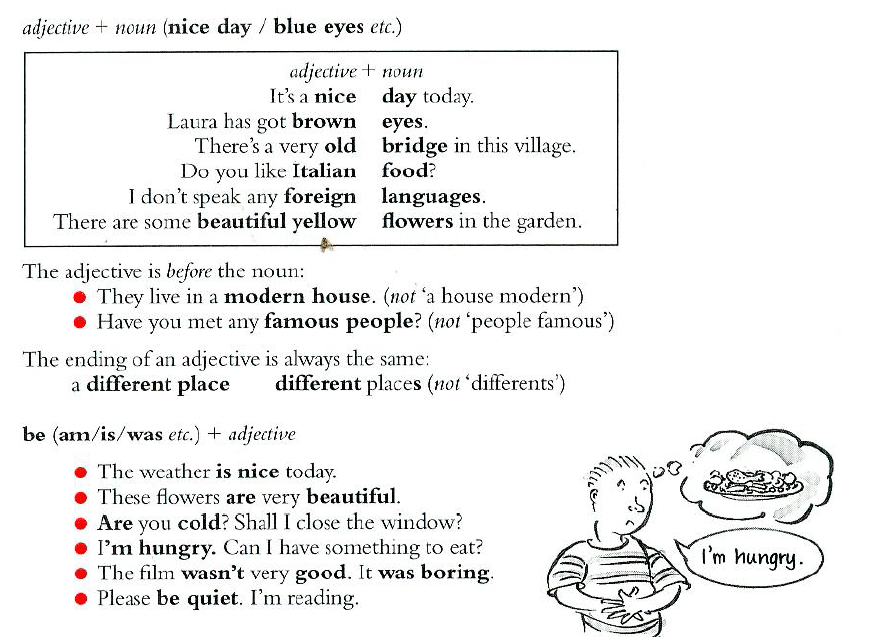 adjective + noun (nice day / blue eyes etc.)
adjective + noun
It's a nice day today.
Laura has got brown eyes.
There's a very old bridge in this village.
Do you like Italian food?
I don't speak any foreign languages.
There are some beautiful yellow flowers in the garden.
The adjective is before the noun:
They live in a modern house. (not 'a house modern')
Have you met any famous people? (not 'people famous')
The ending of an adjective is always the same:
a different place different places (not 'differents')
be (am/is/was etc.) + adjective
The weather is nice today.
These flowers are very beautiful.
Are you cold? Shall I close the window?
I'm hungry. Can I have something to eat?
The film wasn't very good. It was boring.
Please be quiet. I'm reading.
I'm hungry.